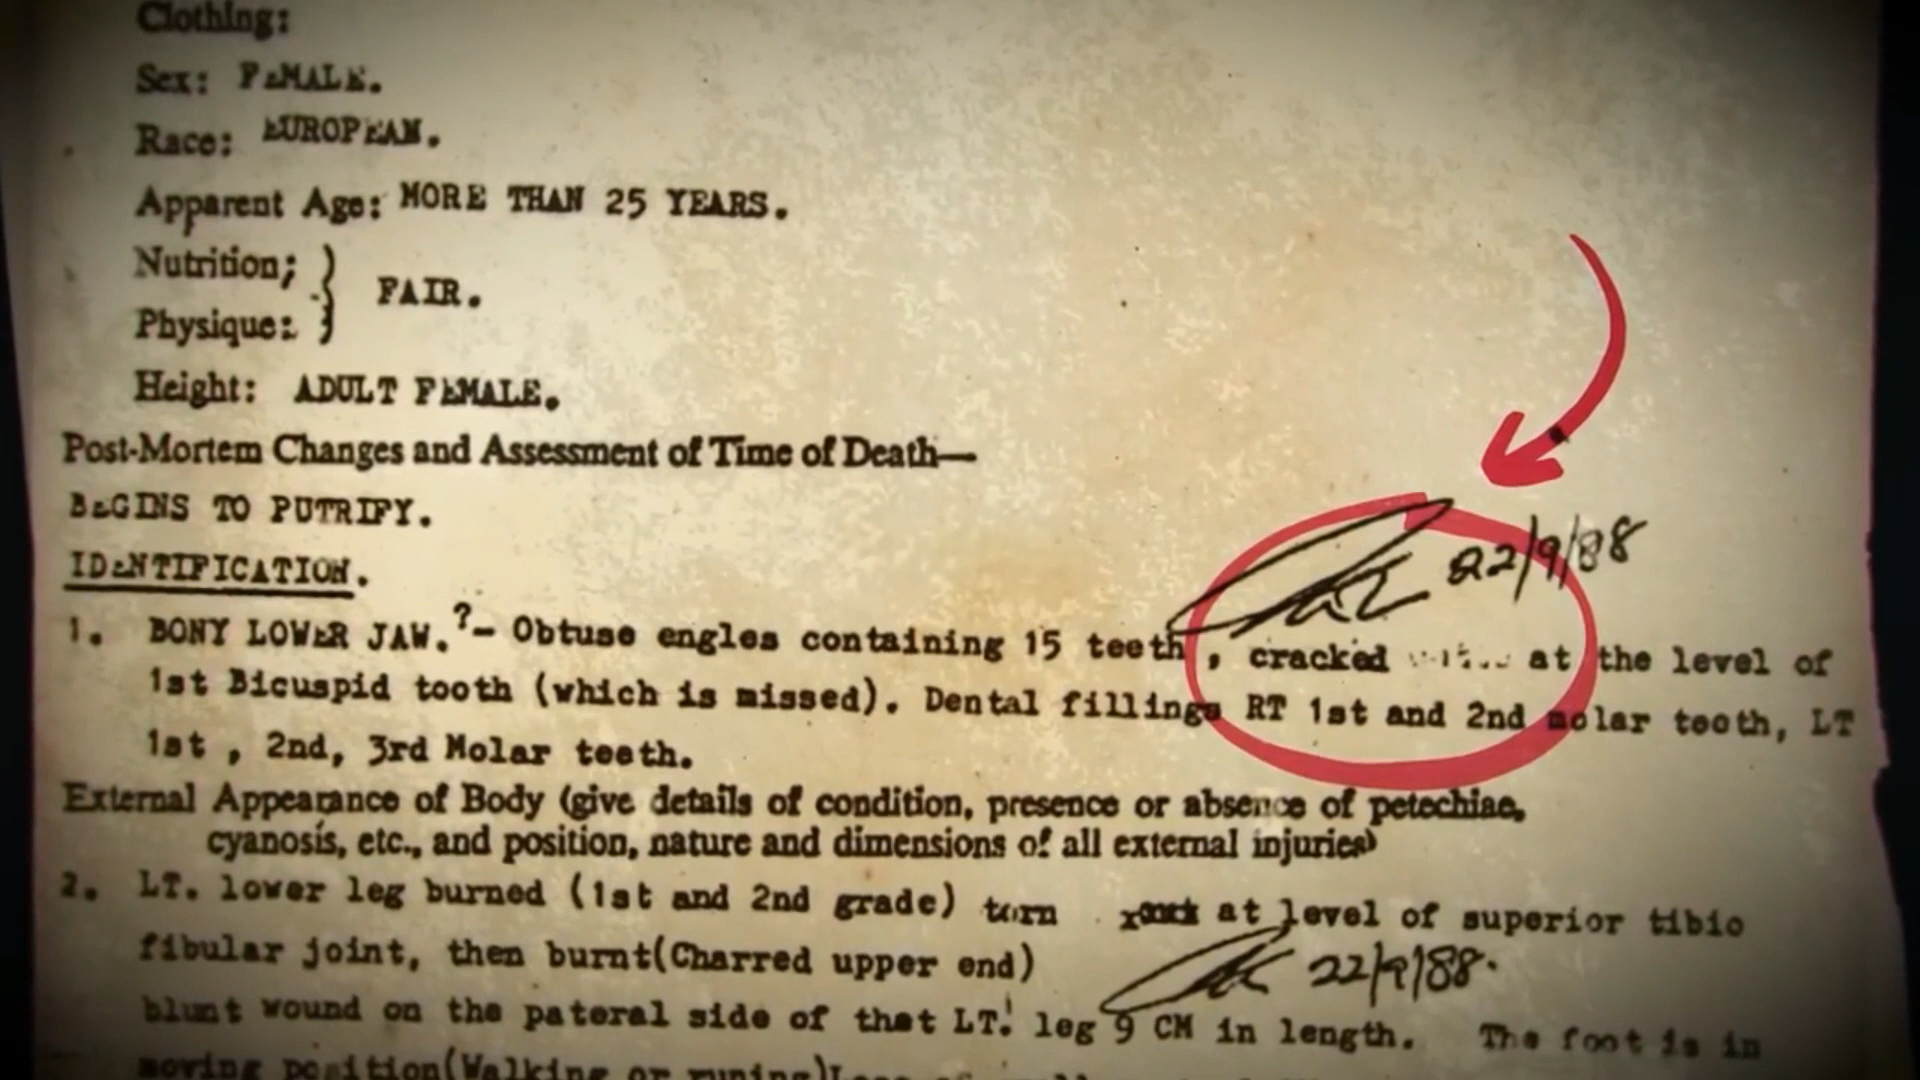 Clothing:
Sex: FEMALE.
Race: EUROPEAN.
Apparent Age: MORE THAN 25 YEARS.
Nutrition; }
FAIR.
Physique: }
Height: ADULT FEMALE.
Post-Mortem Changes and Assessment of Time of Death—
BEGINS TO PUTRIFY.
IDENTIFICATION.
22/9/88
1. BONY LOWER JAW.?- Obtuse engles containing 15 teeth, cracked at the level of
1st Bicuspid tooth (which is missed). Dental fillings RT 1st and 2nd molar tooth, LT
1st , 2nd, 3rd Molar teeth.
External Appearance of Body (give details of condition, presence or absence of petechiae,
cyanosis, etc., and position, nature and dimensions of all external injuries)
2. LT. lower leg burned (1st and 2nd grade) torn at level of superior tibio
fibular joint, then burnt(Charred upper end)
22/9/88.
blunt wound on the pateral side of that LT. leg 9 CM in length. The foot is in
moving position(Walking or runing)